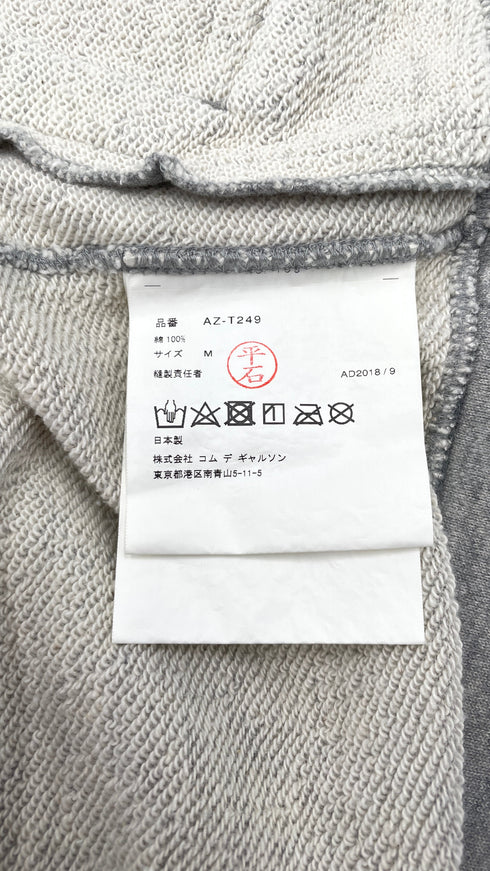 品番 AZ-T249
綿 100%
サイズ M
縫製責任者 平石 AD2018/9
日本製
株式会社 コム デ ギャルソン
東京都港区南青山5-11-5